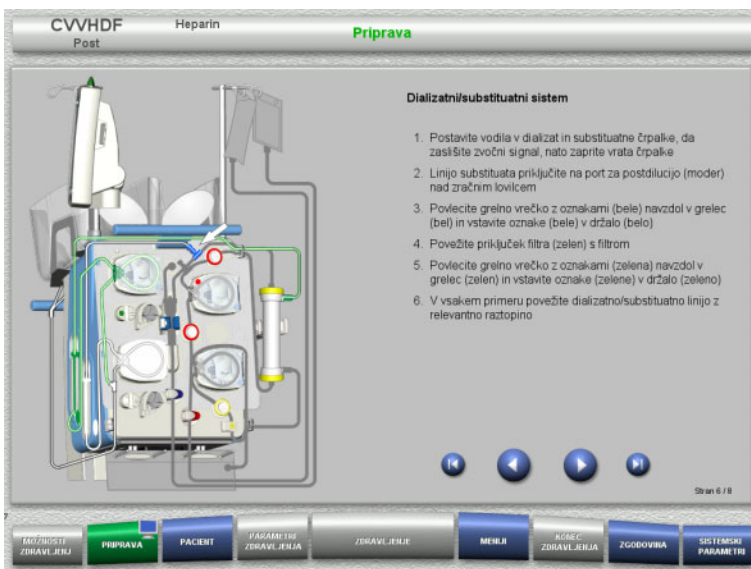 CVVHDF
Post
Heparin
Priprava
Dializatni/substituatni sistem
1. Postavite vodila v dializat in substituatne črpalke, da
zaslišite zvočni signal, nato zaprite vrata črpalke
2. Linijo substituata priključite na port za postdilucijo (moder)
nad zračnim lovilcem
3. Povlecite grelno vrečko z oznakami (bele) navzdol v grelec
(bel) in vstavite oznake (bele) v držalo (belo)
4. Povežite priključek filtra (zelen) s filtrom
5. Povlecite grelno vrečko z oznakami (zelena) navzdol v
grelec (zelen) in vstavite oznake (zelene) v držalo (zeleno)
6. V vsakem primeru povežite dializatno/substituatno linijo z
relevantno raztopino
Stran 6 / 8
MOŽNOSTI
ZDRAVLJENJ
PRIPRAVA
PACIENT
PARAMETRI
ZDRAVLJENJA
ZDRAVLJENJE
MENIJI
KONEC
ZDRAVLJENJA
ZGODOVINA
SISTEMSKI
PARAMETRI